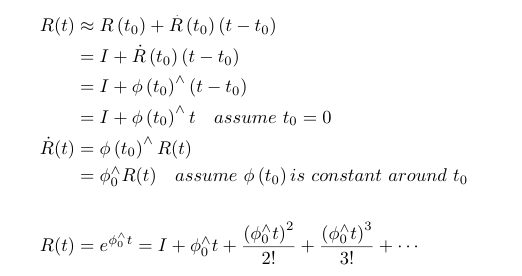 R(t) ≈ R (t₀) + Ṙ (t₀) (t − t₀)
= I + Ṙ (t₀) (t − t₀)
= I + ϕ (t₀)^∧ (t − t₀)
= I + ϕ (t₀)^∧ t assume t₀ = 0
Ṙ(t) = ϕ (t₀)^∧ R(t)
= ϕ₀^∧ R(t) assume ϕ (t₀) is constant around t₀
R(t) = e^{ϕ₀^∧ t} = I + ϕ₀^∧ t + (ϕ₀^∧ t)²/2! + (ϕ₀^∧ t)³/3! + ⋯